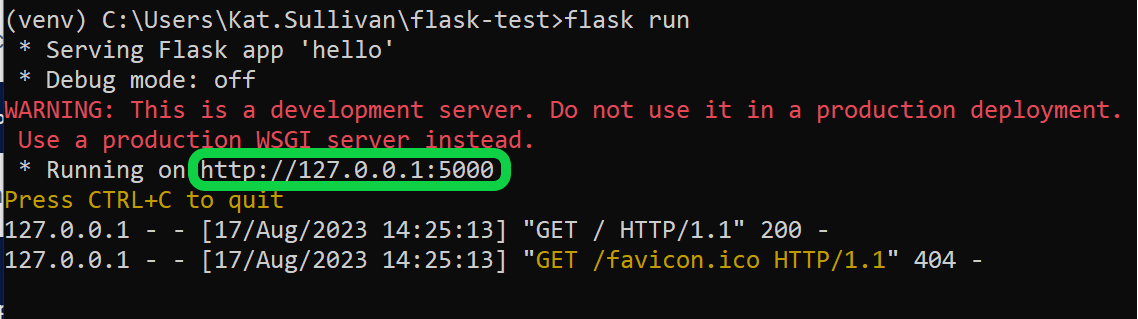 (venv) C:\Users\Kat.Sullivan\flask-test>flask run
 * Serving Flask app 'hello'
 * Debug mode: off
WARNING: This is a development server. Do not use it in a production deployment.
 Use a production WSGI server instead.
 * Running on http://127.0.0.1:5000
Press CTRL+C to quit
127.0.0.1 - - [17/Aug/2023 14:25:13] "GET / HTTP/1.1" 200 -
127.0.0.1 - - [17/Aug/2023 14:25:13] "GET /favicon.ico HTTP/1.1" 404 -